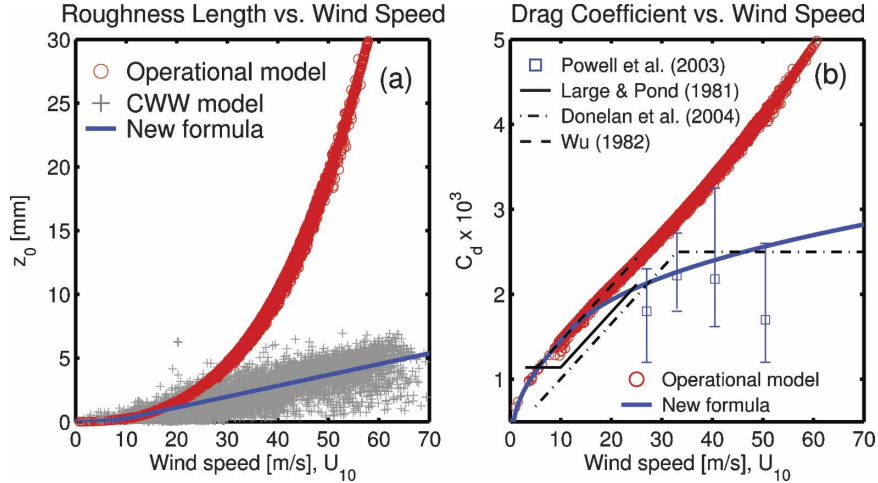 Roughness Length vs. Wind Speed
30
25
20
15
10
5
0
z0 [mm]
Operational model
CWW model
New formula
(a)
0 10 20 30 40 50 60 70
Wind speed [m/s], U10
Drag Coefficient vs. Wind Speed
5
4
3
2
1
Cd x 10^3
Powell et al. (2003)
Large & Pond (1981)
Donelan et al. (2004)
Wu (1982)
(b)
Operational model
New formula
0 10 20 30 40 50 60 70
Wind speed [m/s], U10